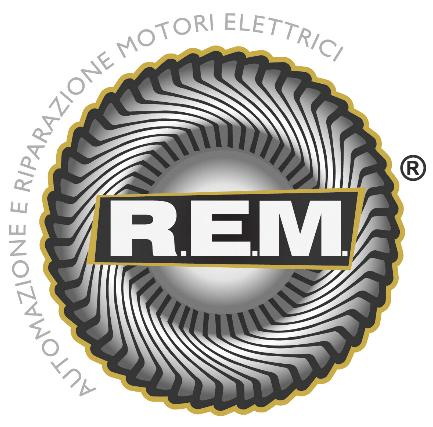 AUTOMAZIONE E RIPARAZIONE MOTORI ELETTRICI
R.E.M.
®